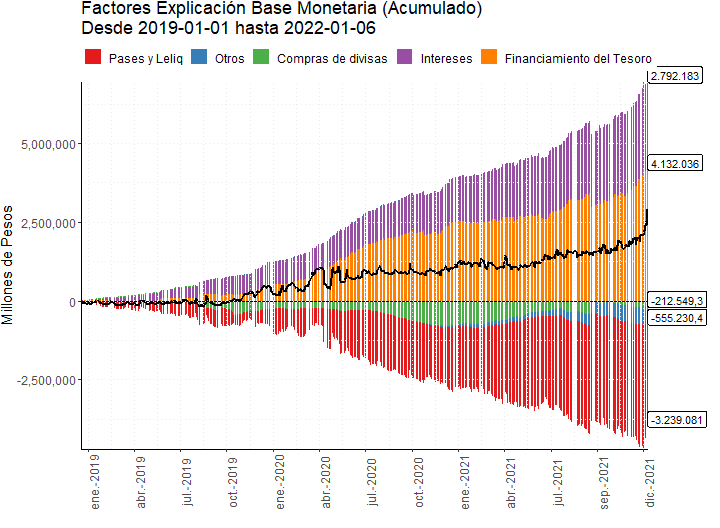 Factores Explicación Base Monetaria (Acumulado)
Desde 2019-01-01 hasta 2022-01-06
Pases y Leliq
Otros
Compras de divisas
Intereses
Financiamiento del Tesoro
2.792.183
5,000,000
4.132.036
2,500,000
0
-212.549,3
-555.230,4
-2,500,000
-3.239.081
Millones de Pesos
ene.-2019
abr.-2019
jul.-2019
oct.-2019
ene.-2020
abr.-2020
jul.-2020
oct.-2020
ene.-2021
abr.-2021
jul.-2021
sep.-2021
dic.-2021